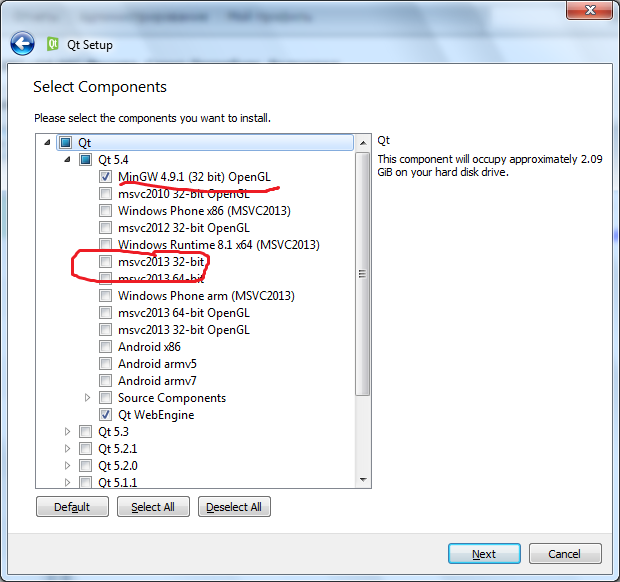 Qt Setup
Select Components
Please select the components you want to install.
Qt
Qt 5.4
MinGW 4.9.1 (32 bit) OpenGL
msvc2010 32-bit OpenGL
Windows Phone x86 (MSVC2013)
msvc2012 32-bit OpenGL
Windows Runtime 8.1 x64 (MSVC2013)
msvc2013 32-bit
msvc2013 64-bit
Windows Phone arm (MSVC2013)
msvc2013 64-bit OpenGL
msvc2013 32-bit OpenGL
Android x86
Android armv5
Android armv7
Source Components
Qt WebEngine
Qt 5.3
Qt 5.2.1
Qt 5.2.0
Qt 5.1.1
Qt
This component will occupy approximately 2.09
GiB on your hard disk drive.
Default
Select All
Deselect All
Next
Cancel